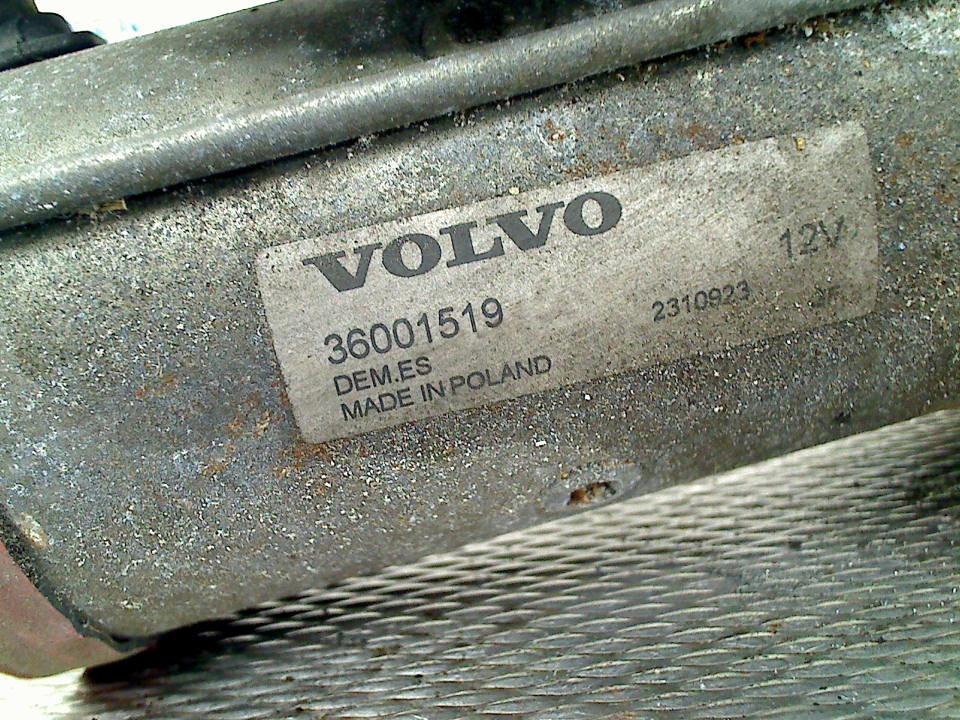 VOLVO
12V
36001519
2310923
DEM.ES
MADE IN POLAND